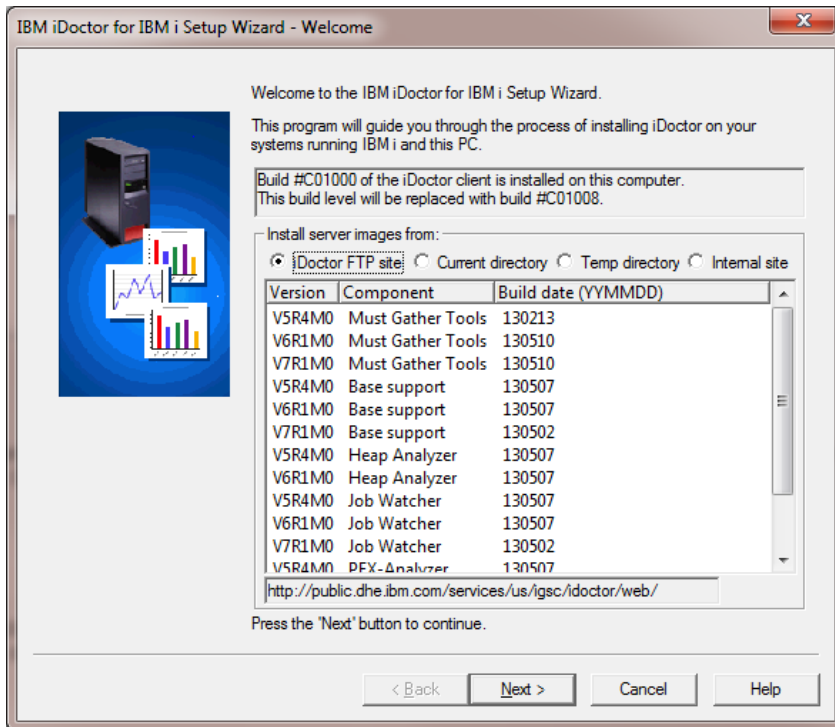 IBM iDoctor for IBM i Setup Wizard - Welcome
Welcome to the IBM iDoctor for IBM i Setup Wizard.
This program will guide you through the process of installing iDoctor on your
systems running IBM i and this PC.
Build #C01000 of the iDoctor client is installed on this computer.
This build level will be replaced with build #C01008.
Install server images from:
iDoctor FTP site Current directory Temp directory Internal site
Version Component Build date (YYMMDD)
V5R4M0 Must Gather Tools 130213
V6R1M0 Must Gather Tools 130510
V7R1M0 Must Gather Tools 130510
V5R4M0 Base support 130507
V6R1M0 Base support 130507
V7R1M0 Base support 130502
V5R4M0 Heap Analyzer 130507
V6R1M0 Heap Analyzer 130507
V5R4M0 Job Watcher 130507
V6R1M0 Job Watcher 130507
V7R1M0 Job Watcher 130502
V5R4M0 PEX-Analyzer 130507
http://public.dhe.ibm.com/services/us/igsc/idoctor/web/
Press the 'Next' button to continue.
< Back Next > Cancel Help